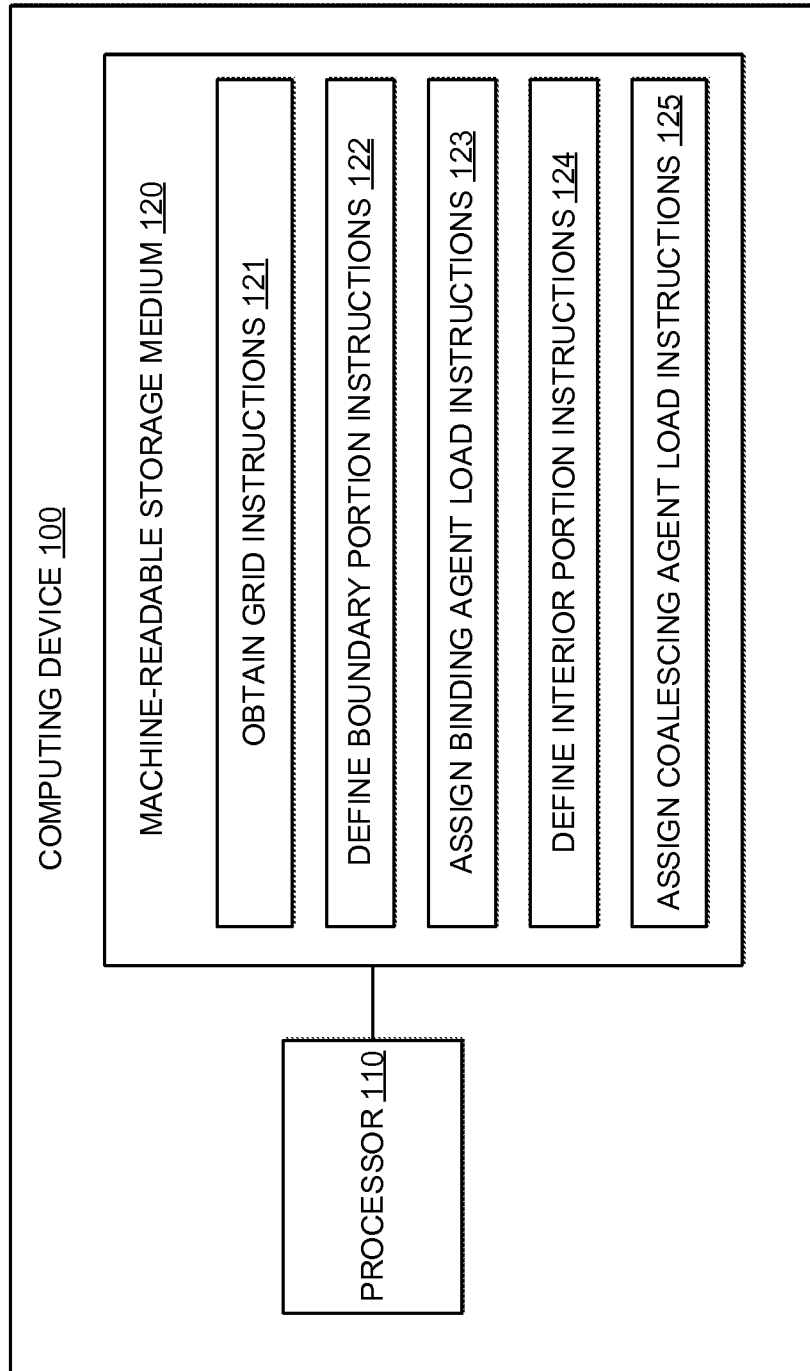 COMPUTING DEVICE 100
MACHINE-READABLE STORAGE MEDIUM 120
OBTAIN GRID INSTRUCTIONS 121
DEFINE BOUNDARY PORTION INSTRUCTIONS 122
ASSIGN BINDING AGENT LOAD INSTRUCTIONS 123
DEFINE INTERIOR PORTION INSTRUCTIONS 124
ASSIGN COALESCING AGENT LOAD INSTRUCTIONS 125
PROCESSOR 110